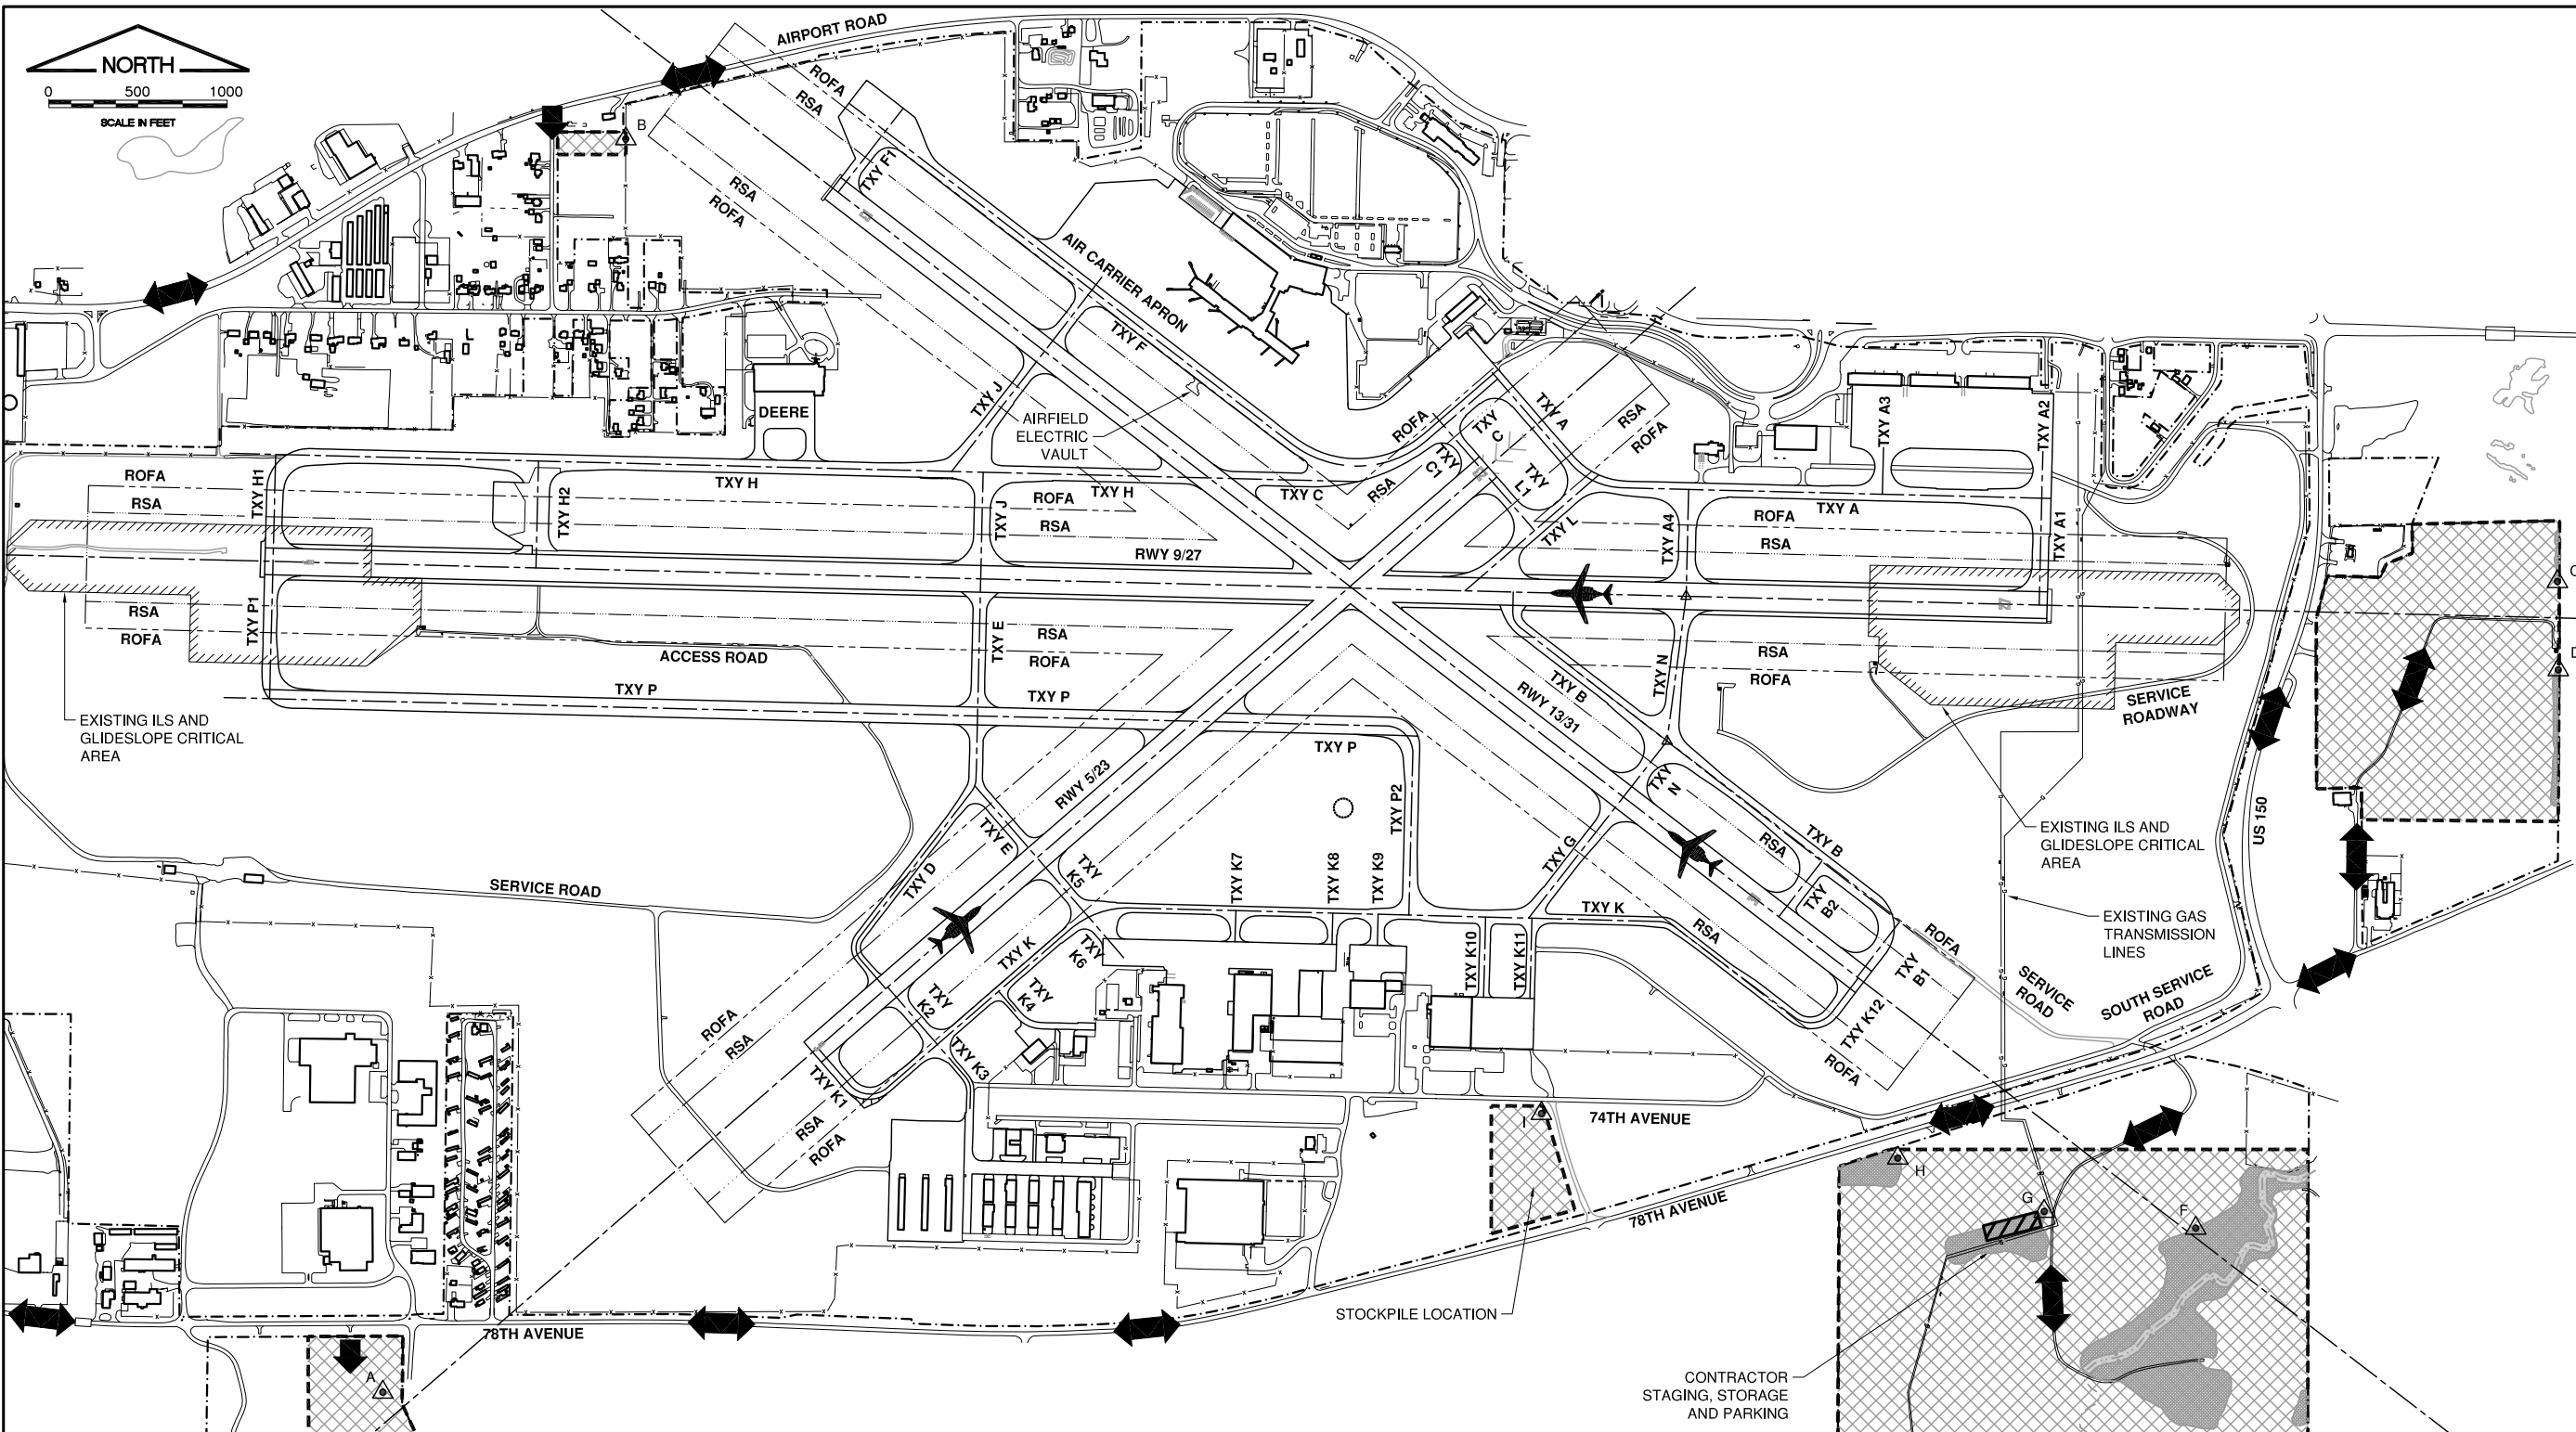 NORTH
0 500 1000
SCALE IN FEET
AIRPORT ROAD
B
ROFA
RSA
TXY F1
RSA
ROFA
AIR CARRIER APRON
TXY F
TXY J
AIRFIELD
ELECTRIC
VAULT
DEERE
ROFA
TXY C
TXY A
RSA
ROFA
TXY A3
TXY A2
TXY C1
TXY L1
ROFA
RSA
TXY H1
TXY H2
TXY H
TXY J
ROFA
RSA
TXY H
TXY C
RSA
TXY L
TXY A4
ROFA
RSA
TXY A
TXY A1
RWY 9/27
C
D
RSA
ROFA
TXY P1
ACCESS ROAD
TXY E
RSA
ROFA
TXY B
TXY N
RSA
ROFA
RWY 13/31
SERVICE
ROADWAY
TXY P
TXY P
TXY P
EXISTING ILS AND
GLIDESLOPE CRITICAL
AREA
RWY 5/23
TXY P2
TXY N
US 150
EXISTING ILS AND
GLIDESLOPE CRITICAL
AREA
TXY E
TXY D
TXY K5
TXY K7
TXY K8
TXY K9
TXY G
RSA
TXY B
TXY B2
SERVICE ROAD
TXY K
RSA
EXISTING GAS
TRANSMISSION
LINES
TXY K
TXY K6
TXY K4
TXY K2
TXY K10
TXY K11
ROFA
TXY B1
SERVICE
ROAD
SOUTH SERVICE
ROAD
ROFA
RSA
TXY K3
TXY K1
TXY K12
ROFA
RSA
ROFA
I
74TH AVENUE
H
G
F
78TH AVENUE
STOCKPILE LOCATION
78TH AVENUE
A
CONTRACTOR
STAGING, STORAGE
AND PARKING